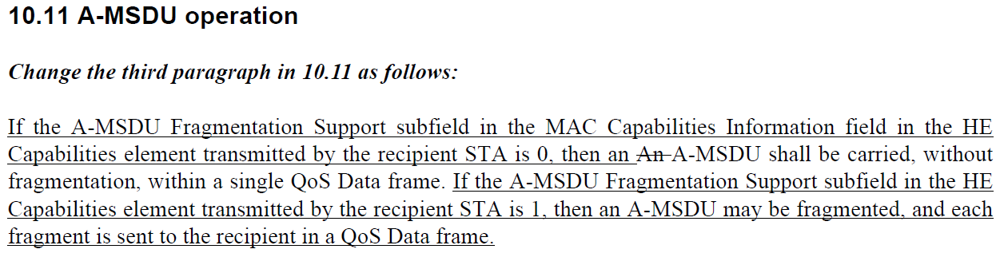 10.11 A-MSDU operation
Change the third paragraph in 10.11 as follows:
If the A-MSDU Fragmentation Support subfield in the MAC Capabilities Information field in the HE
Capabilities element transmitted by the recipient STA is 0, then an An A-MSDU shall be carried, without
fragmentation, within a single QoS Data frame. If the A-MSDU Fragmentation Support subfield in the HE
Capabilities element transmitted by the recipient STA is 1, then an A-MSDU may be fragmented, and each
fragment is sent to the recipient in a QoS Data frame.